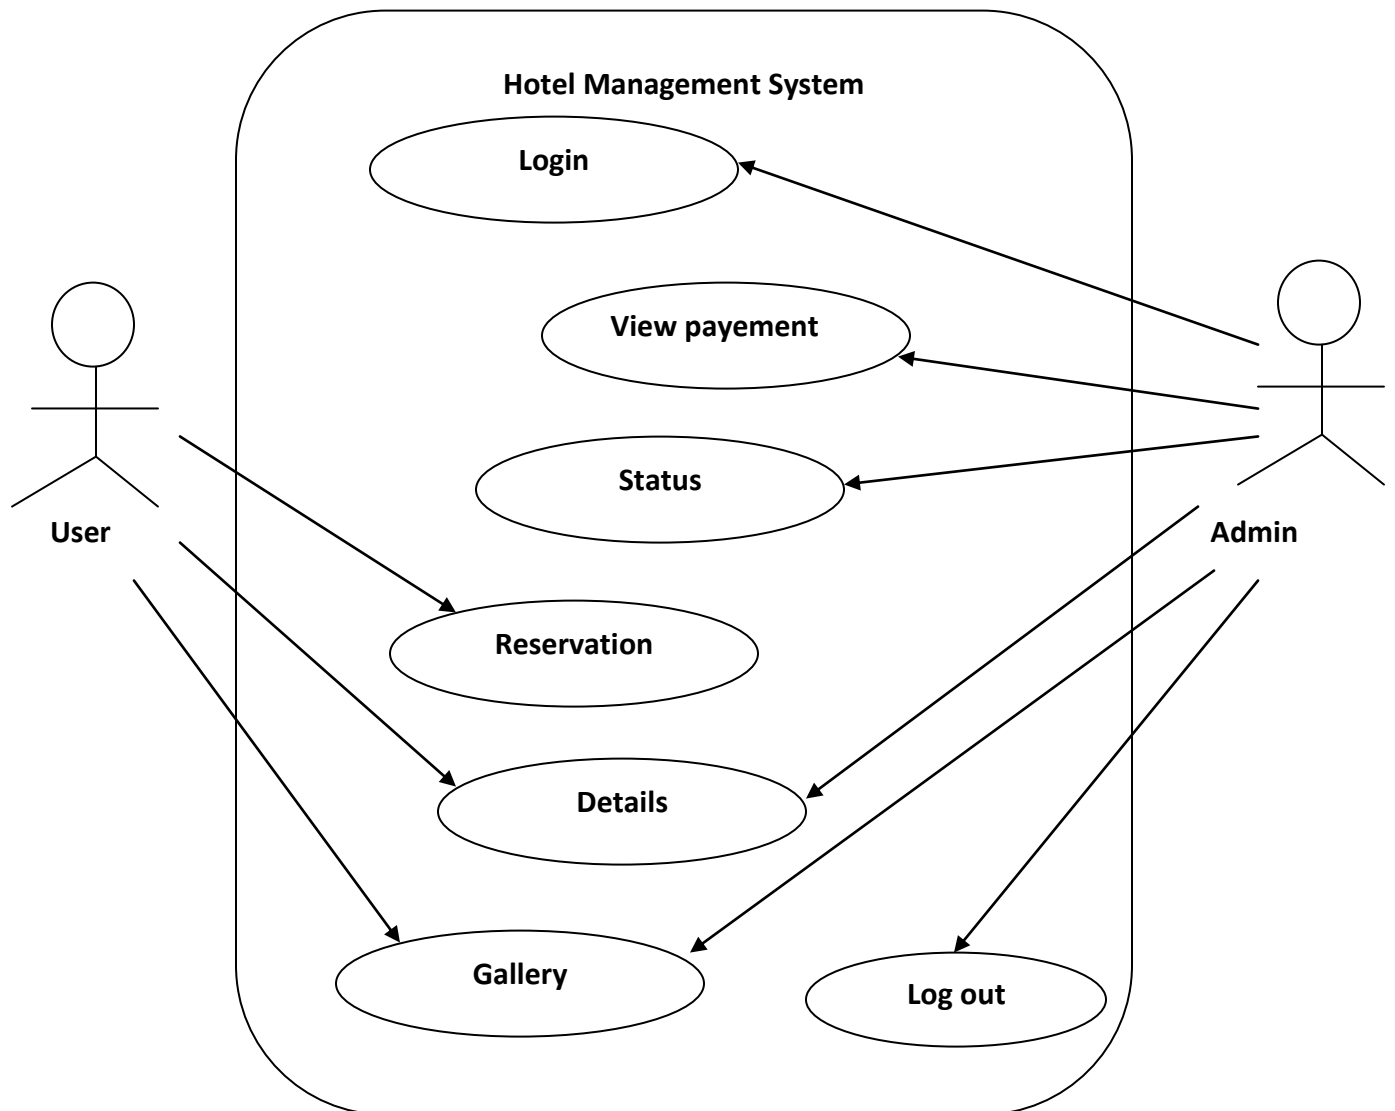 Hotel Management System
Login
View payement
Status
User
Admin
Reservation
Details
Gallery
Log out